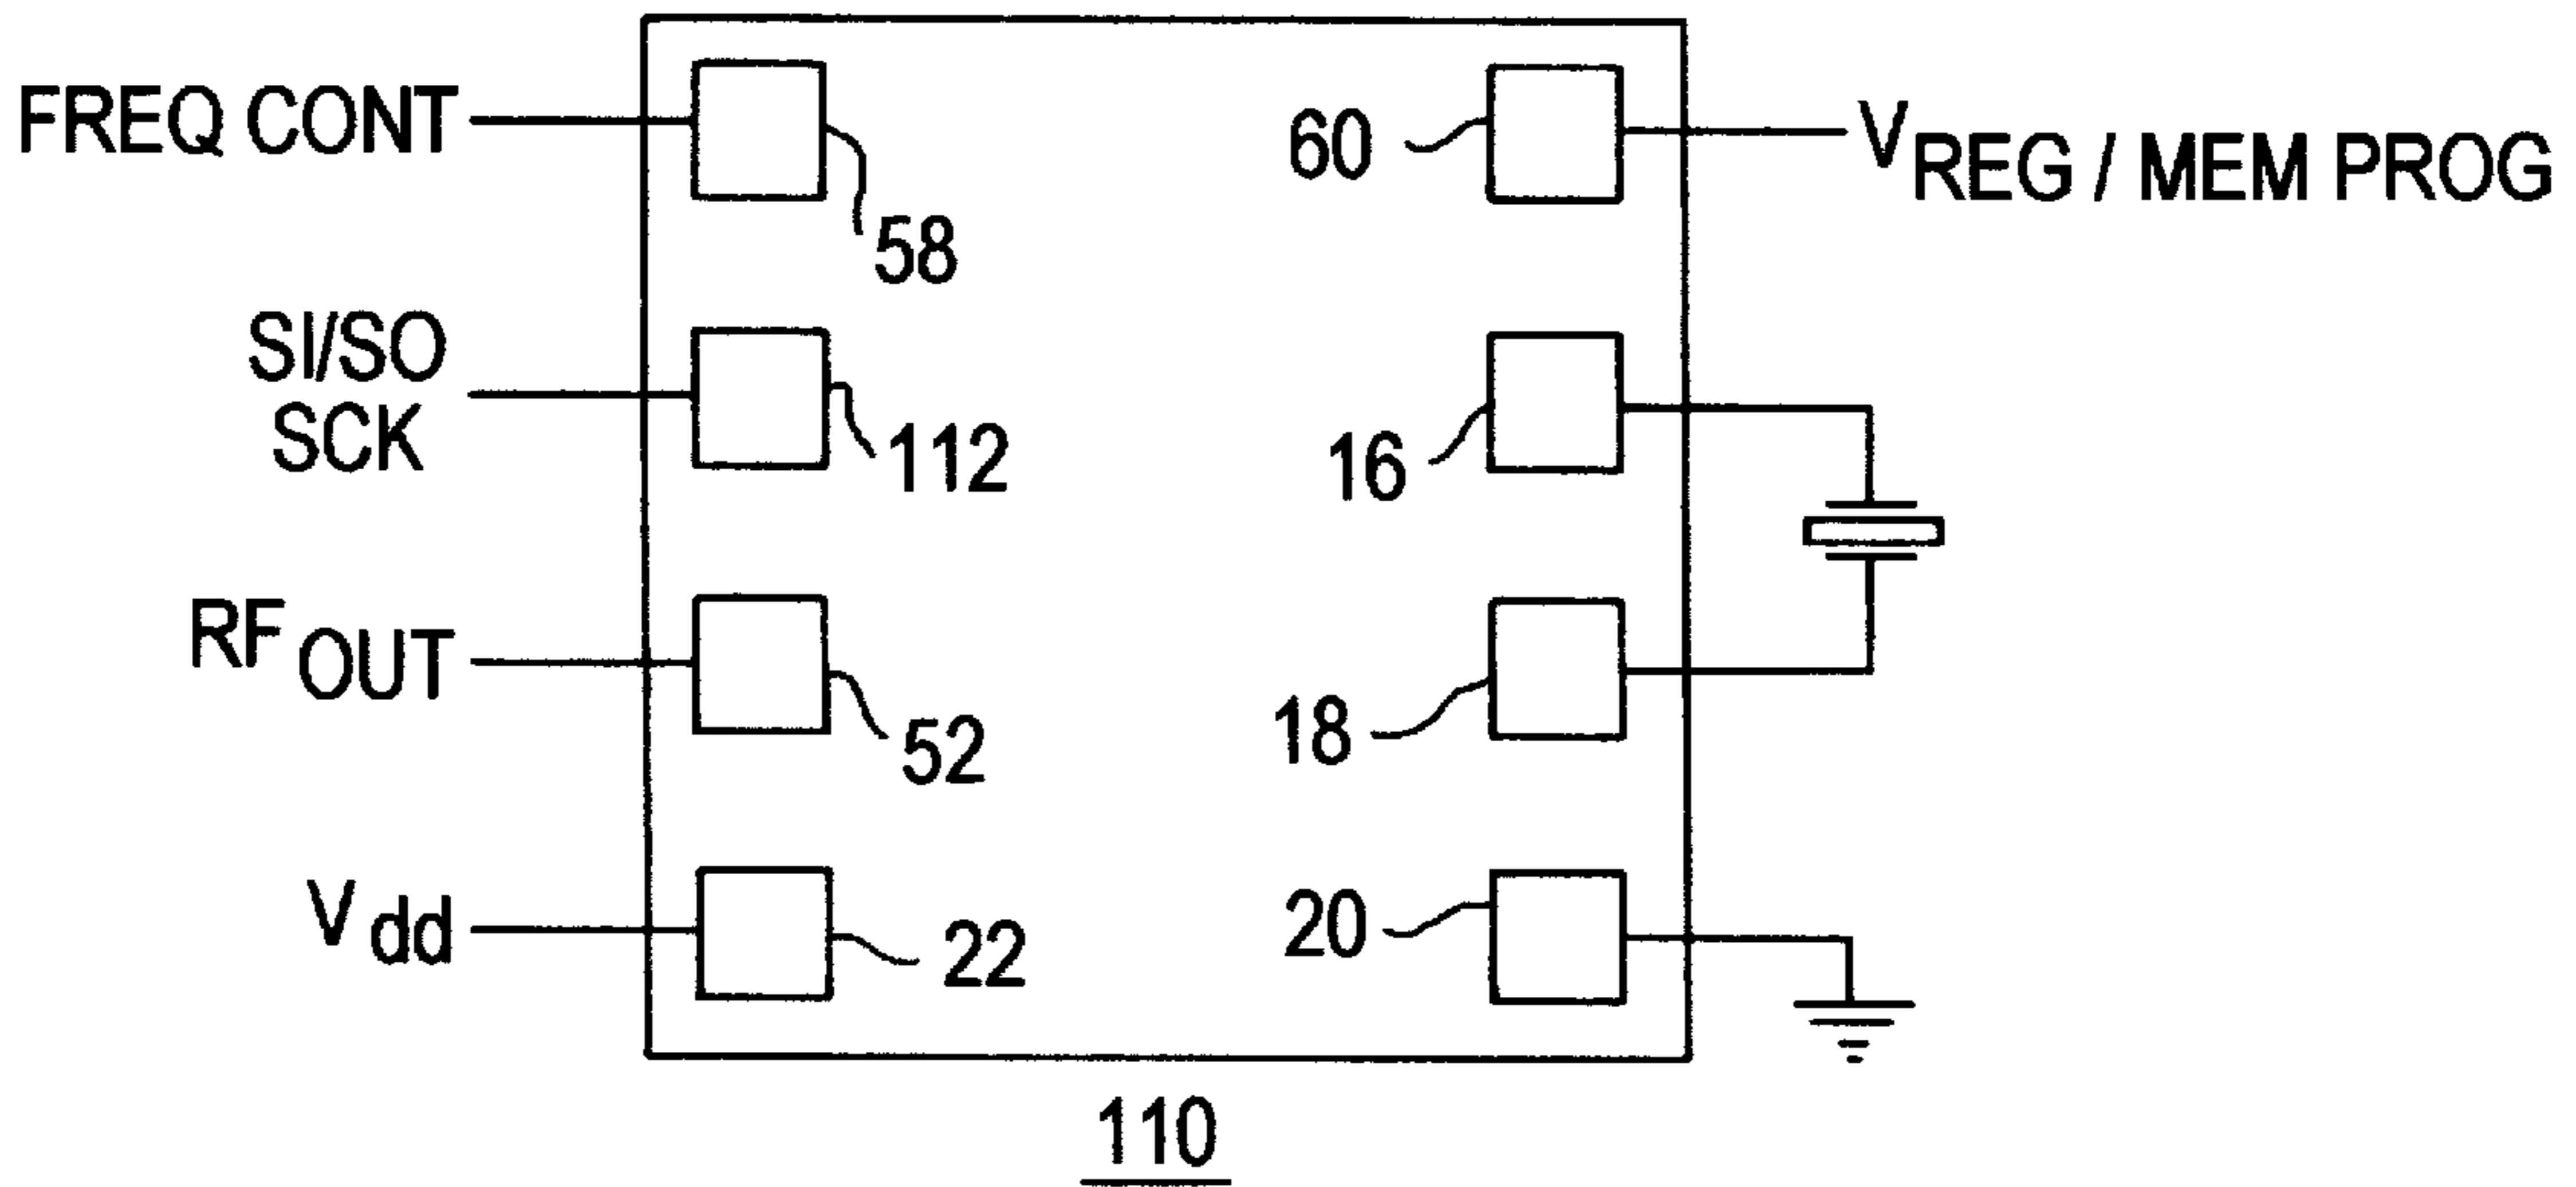 FREQ CONT
58
60
VREG / MEM PROG
SI/SO
SCK
112
16
RF OUT
52
18
Vdd
22
20
110